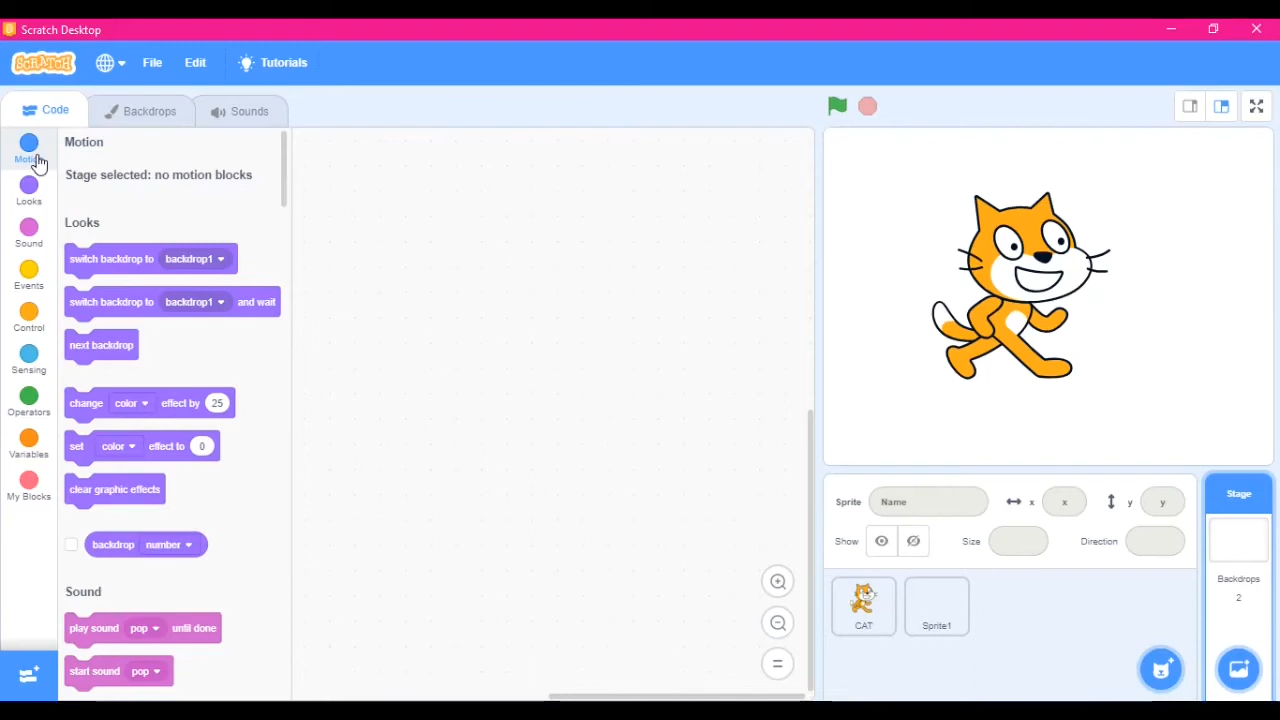 Scratch Desktop
SCRATCH File Edit Tutorials
Code Backdrops Sounds
Motion
Looks
Sound
Events
Control
Sensing
Operators
Variables
My Blocks
Motion
Stage selected: no motion blocks
Looks
switch backdrop to backdrop1
switch backdrop to backdrop1 and wait
next backdrop
change color effect by 25
set color effect to 0
clear graphic effects
backdrop number
Sound
play sound pop until done
start sound pop
Sprite Name x x y y
Show Size Direction
CAT Sprite1
Stage
Backdrops
2